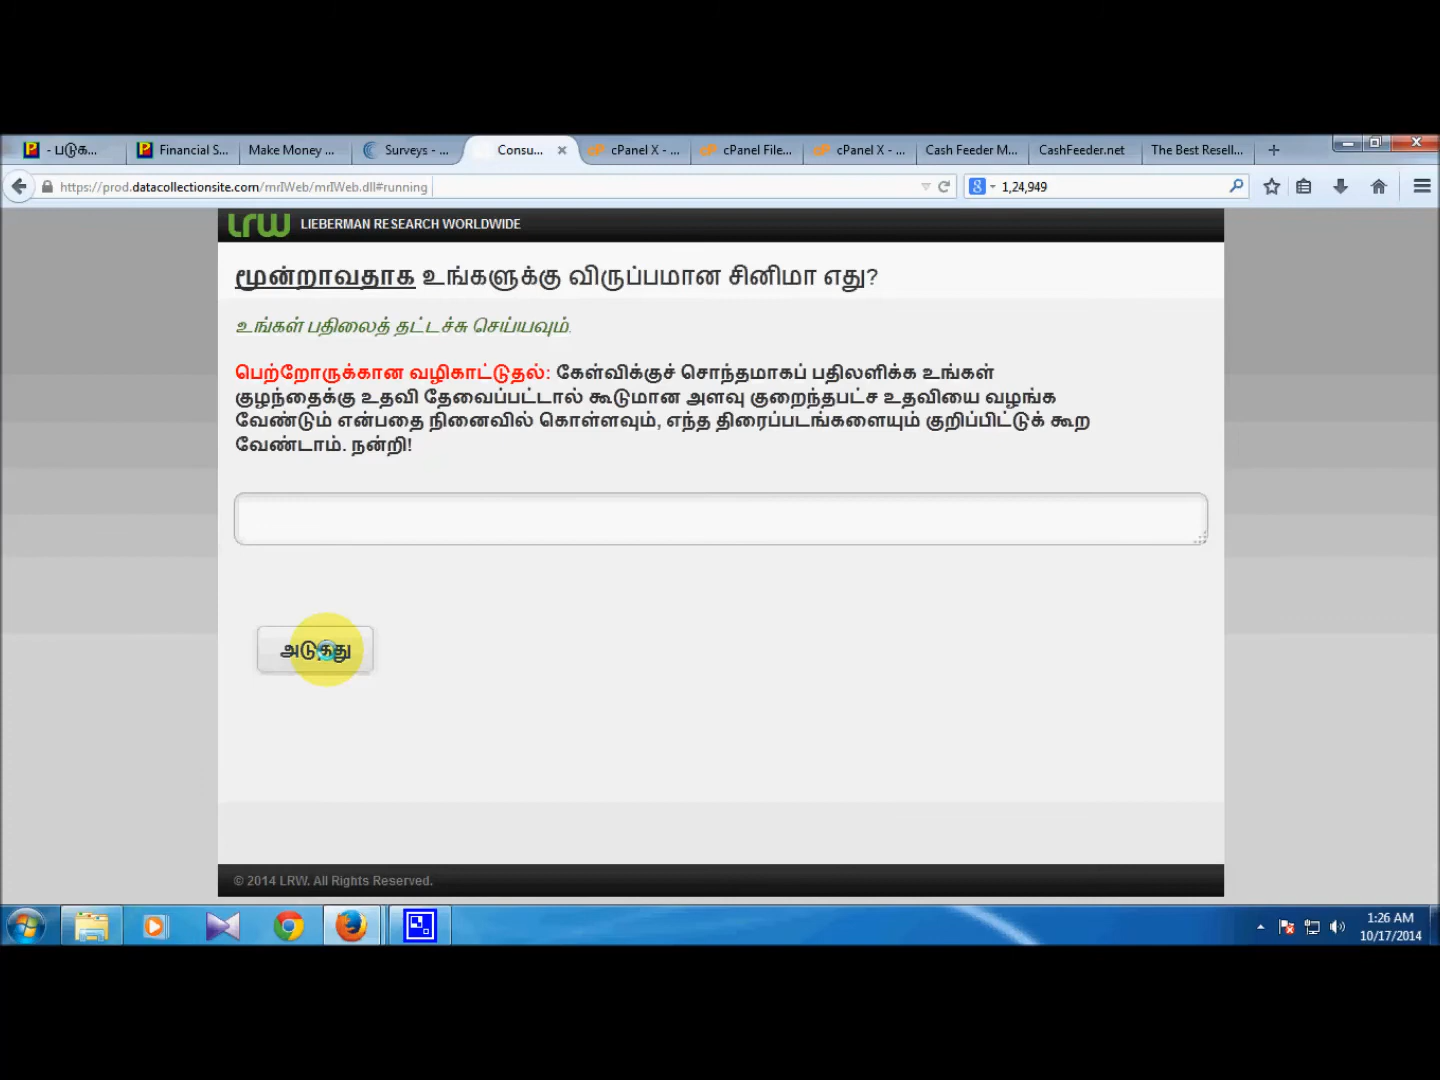 - படுக...
Financial S...
Make Money ...
Surveys - ...
Consu...
cPanel X - ...
cPanel File...
cPanel X - ...
Cash Feeder M...
CashFeeder.net
The Best Resell...
https://prod.datacollectionsite.com/mrIWeb/mrIWeb.dll#running
1,24,949
LRW LIEBERMAN RESEARCH WORLDWIDE
மூன்றாவதாக உங்களுக்கு விருப்பமான சினிமா எது?
உங்கள் பதிலைத் தட்டச்சு செய்யவும்.
பெற்றோருக்கான வழிகாட்டுதல்: கேள்விக்குச் சொந்தமாகப் பதிலளிக்க உங்கள்
குழந்தைக்கு உதவி தேவைப்பட்டால் கூடுமான அளவு குறைந்தபட்ச உதவியை வழங்க
வேண்டும் என்பதை நினைவில் கொள்ளவும், எந்த திரைப்படங்களையும் குறிப்பிட்டுக் கூற
வேண்டாம். நன்றி!
அடுத்து
© 2014 LRW. All Rights Reserved.
1:26 AM
10/17/2014